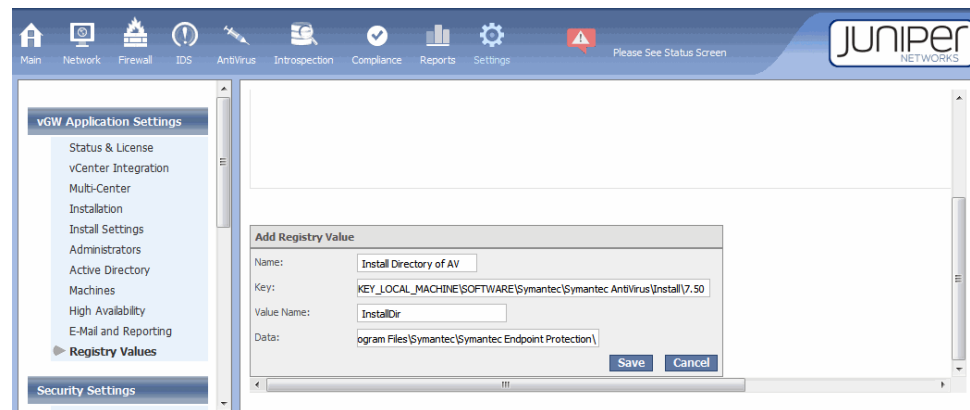 Main Network Firewall IDS AntiVirus Introspection Compliance Reports Settings Please See Status Screen
JUNIPER
NETWORKS
vGW Application Settings
Status & License
vCenter Integration
Multi-Center
Installation
Install Settings
Administrators
Active Directory
Machines
High Availability
E-Mail and Reporting
Registry Values
Security Settings
Add Registry Value
Name: Install Directory of AV
Key: KEY_LOCAL_MACHINE\SOFTWARE\Symantec\Symantec AntiVirus\Install\7.50
Value Name: InstallDir
Data: ogram Files\Symantec\Symantec Endpoint Protection\
Save Cancel